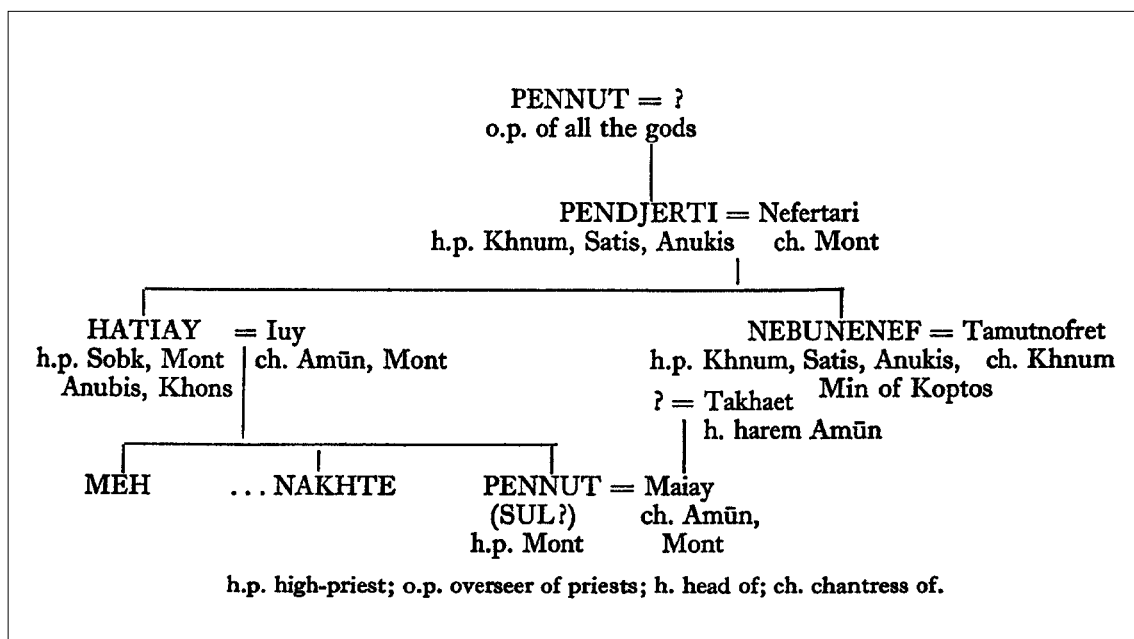 PENNUT = ?
o.p. of all the gods
PENDJERTI = Nefertari
h.p. Khnum, Satis, Anukis ch. Mont
HATIAY = Iuy NEBUNENEF = Tamutnofret
h.p. Sobk, Mont ch. Amūn, Mont h.p. Khnum, Satis, Anukis, ch. Khnum
Anubis, Khons Min of Koptos
? = Takhaet
h. harem Amūn
MEH ...NAKHTE PENNUT = Maiay
(SUL?) ch. Amūn,
h.p. Mont Mont
h.p. high-priest; o.p. overseer of priests; h. head of; ch. chantress of.